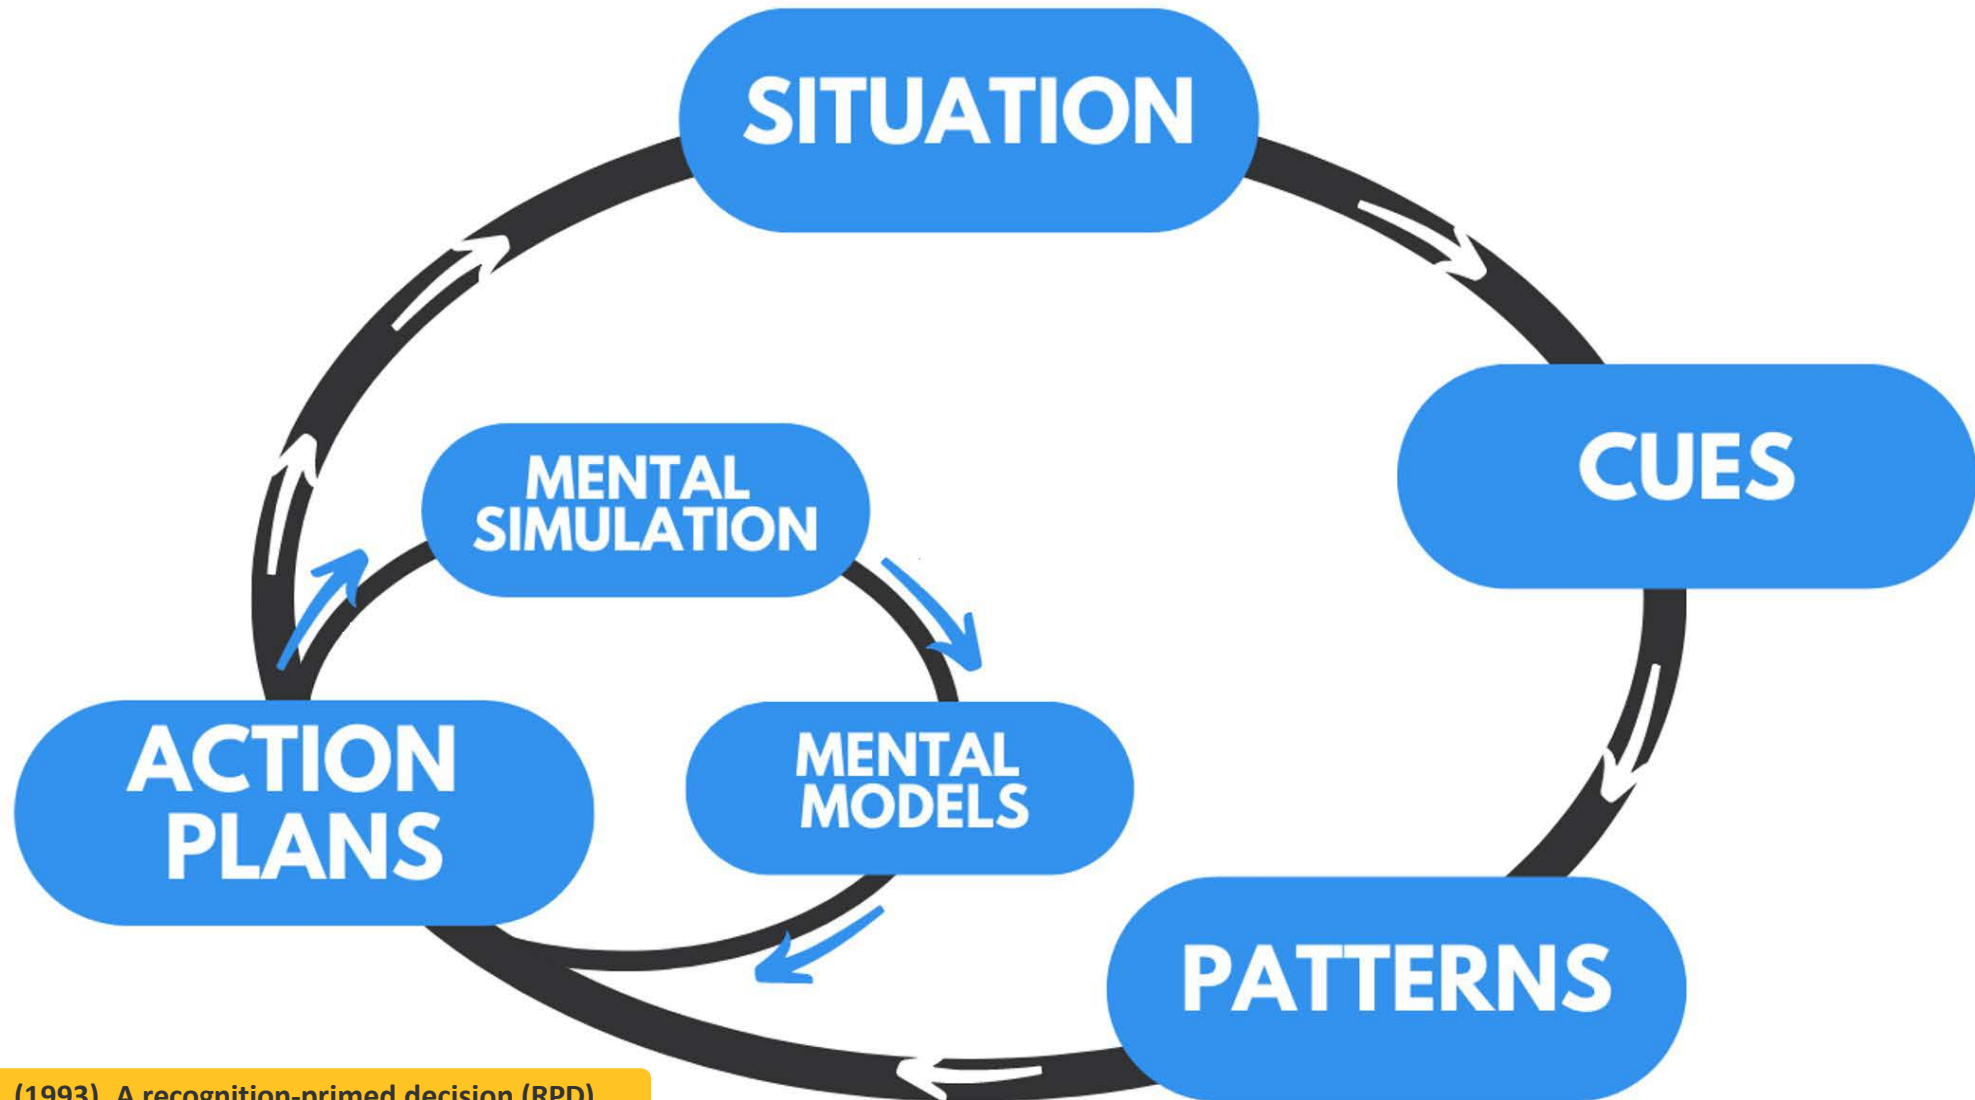 SITUATION
CUES
MENTAL
SIMULATION
MENTAL
MODELS
ACTION
PLANS
PATTERNS
(1993). A recognition-primed decision (RPD)